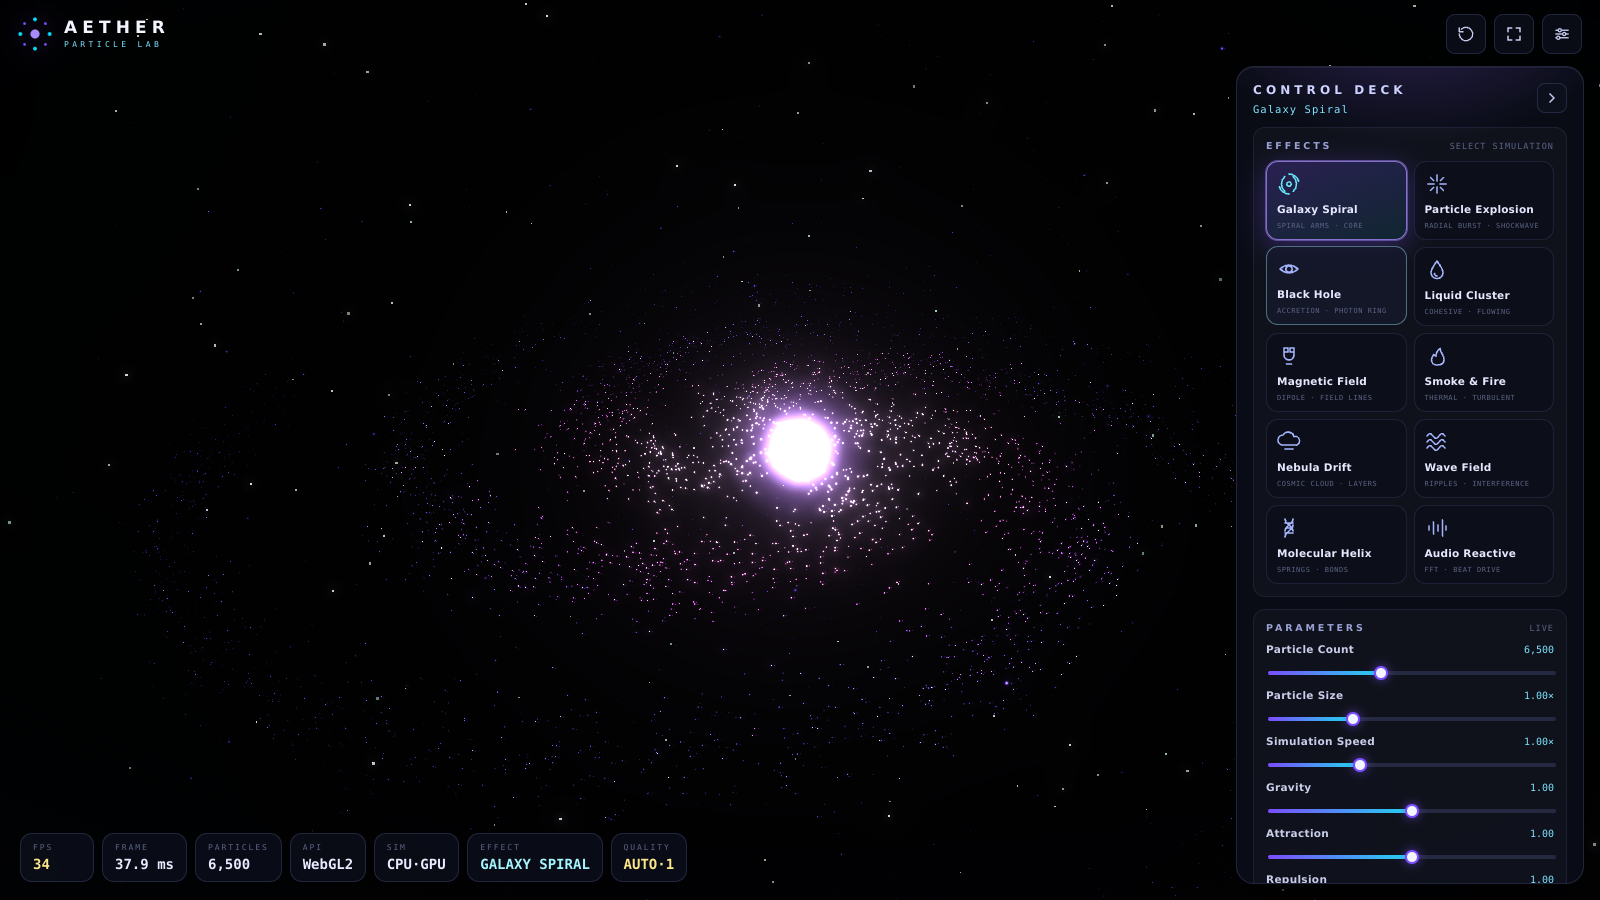 AETHER
PARTICLE LAB
CONTROL DECK
Galaxy Spiral
EFFECTS
SELECT SIMULATION
Galaxy Spiral
SPIRAL ARMS · CORE
Particle Explosion
RADIAL BURST · SHOCKWAVE
Black Hole
ACCRETION · PHOTON RING
Liquid Cluster
COHESIVE · FLOWING
Magnetic Field
DIPOLE · FIELD LINES
Smoke & Fire
THERMAL · TURBULENT
Nebula Drift
COSMIC CLOUD · LAYERS
Wave Field
RIPPLES · INTERFERENCE
Molecular Helix
SPRINGS · BONDS
Audio Reactive
FFT · BEAT DRIVE
PARAMETERS
LIVE
Particle Count
6,500
Particle Size
1.00×
Simulation Speed
1.00×
Gravity
1.00
Attraction
1.00
Repulsion
1.00
FPS
34
FRAME
37.9 ms
PARTICLES
6,500
API
WebGL2
SIM
CPU·GPU
EFFECT
GALAXY SPIRAL
QUALITY
AUTO·1